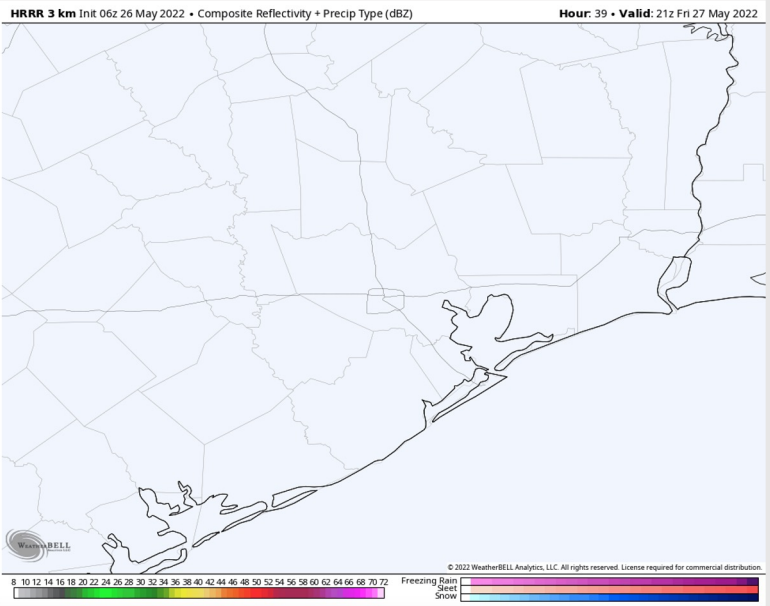 HRRR 3 km Init 06z 26 May 2022 • Composite Reflectivity + Precip Type (dBZ)
Hour: 39 • Valid: 21z Fri 27 May 2022
WEATHERBELL
© 2022 WeatherBELL Analytics, LLC. All rights reserved. License required for commercial distribution.
8 10 12 14 16 18 20 22 24 26 28 30 32 34 36 38 40 42 44 46 48 50 52 54 56 58 60 62 64 66 68 70 72
Freezing Rain
Sleet
Snow